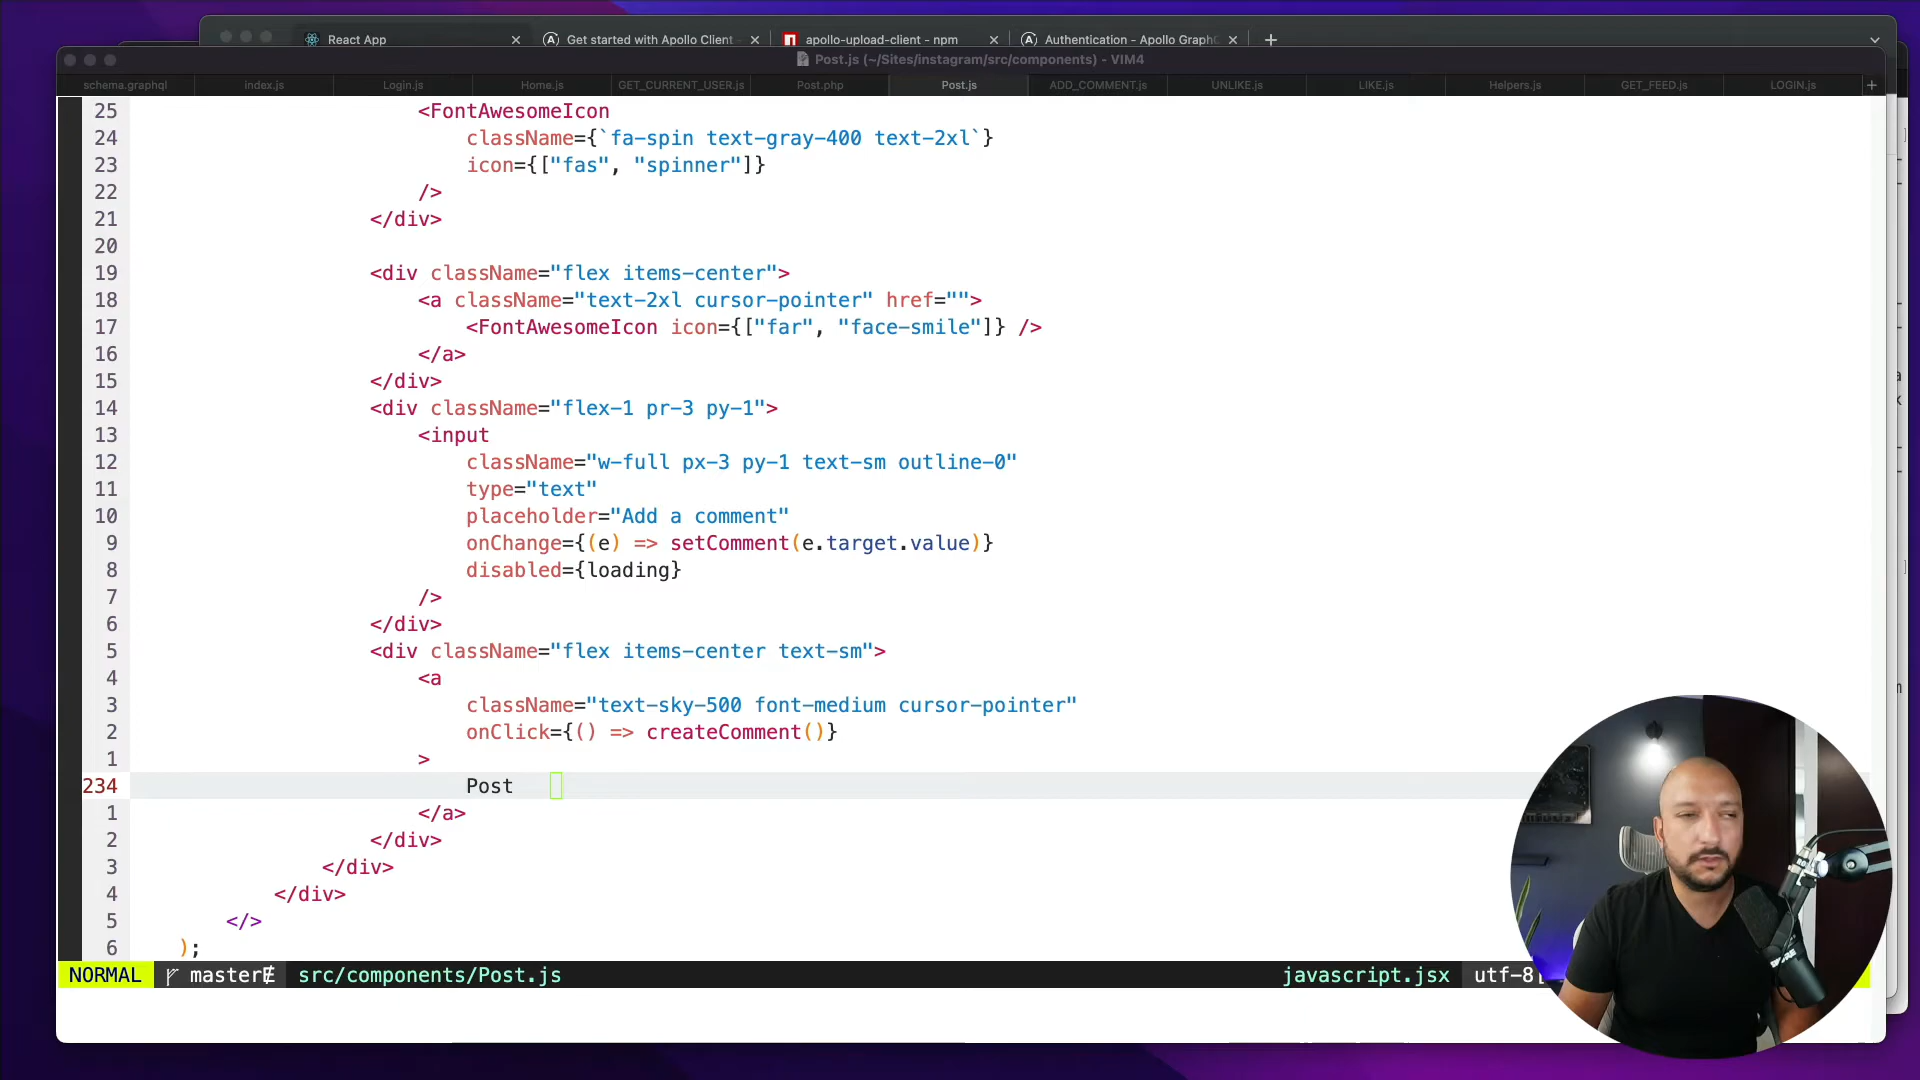 React App
Get started with Apollo Client
apollo-upload-client - npm
Authentication - Apollo GraphQ
Post.js (~/Sites/instagram/src/components) - VIM4
schema.graphql
index.js
Login.js
Home.js
GET_CURRENT_USER.js
Post.php
Post.js
ADD_COMMENT.js
UNLIKE.js
LIKE.js
Helpers.js
GET_FEED.js
LOGIN.js
25 <FontAwesomeIcon
24 className={`fa-spin text-gray-400 text-2xl`}
23 icon={["fas", "spinner"]}
22 />
21 </div>
20
19 <div className="flex items-center">
18 <a className="text-2xl cursor-pointer" href="">
17 <FontAwesomeIcon icon={["far", "face-smile"]} />
16 </a>
15 </div>
14 <div className="flex-1 pr-3 py-1">
13 <input
12 className="w-full px-3 py-1 text-sm outline-0"
11 type="text"
10 placeholder="Add a comment"
9 onChange={(e) => setComment(e.target.value)}
8 disabled={loading}
7 />
6 </div>
5 <div className="flex items-center text-sm">
4 <a
3 className="text-sky-500 font-medium cursor-pointer"
2 onClick={() => createComment()}
1 >
234 Post
1 </a>
2 </div>
3 </div>
4 </div>
5 </>
6 );
NORMAL master src/components/Post.js javascript.jsx utf-8